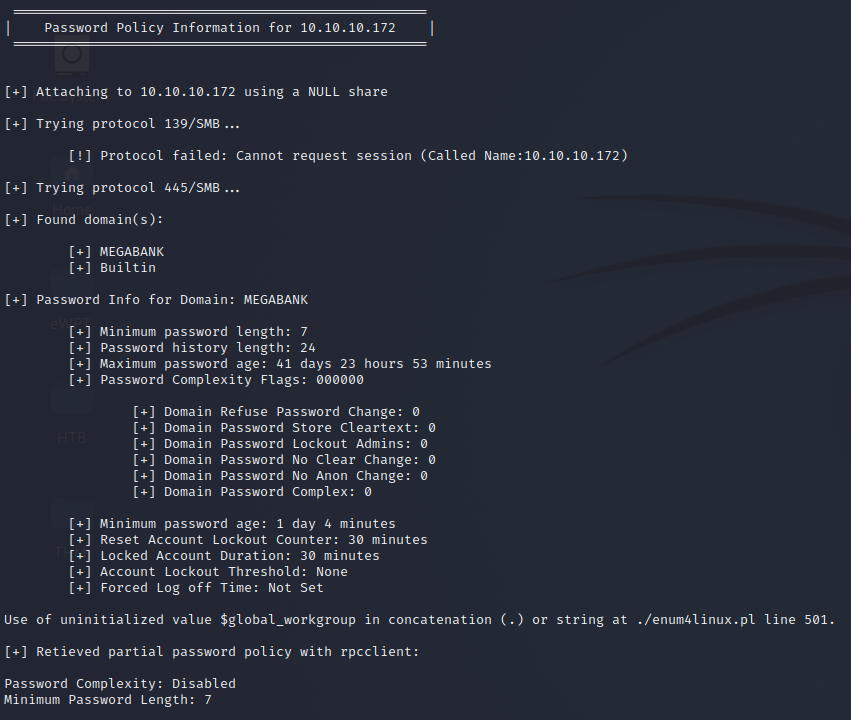 | Password Policy Information for 10.10.10.172 |
[+] Attaching to 10.10.10.172 using a NULL share
[+] Trying protocol 139/SMB...
[!] Protocol failed: Cannot request session (Called Name:10.10.10.172)
[+] Trying protocol 445/SMB...
[+] Found domain(s):
[+] MEGABANK
[+] Builtin
[+] Password Info for Domain: MEGABANK
[+] Minimum password length: 7
[+] Password history length: 24
[+] Maximum password age: 41 days 23 hours 53 minutes
[+] Password Complexity Flags: 000000
[+] Domain Refuse Password Change: 0
[+] Domain Password Store Cleartext: 0
[+] Domain Password Lockout Admins: 0
[+] Domain Password No Clear Change: 0
[+] Domain Password No Anon Change: 0
[+] Domain Password Complex: 0
[+] Minimum password age: 1 day 4 minutes
[+] Reset Account Lockout Counter: 30 minutes
[+] Locked Account Duration: 30 minutes
[+] Account Lockout Threshold: None
[+] Forced Log off Time: Not Set
Use of uninitialized value $global_workgroup in concatenation (.) or string at ./enum4linux.pl line 501.
[+] Retieved partial password policy with rpcclient:
Password Complexity: Disabled
Minimum Password Length: 7
Home
HTB